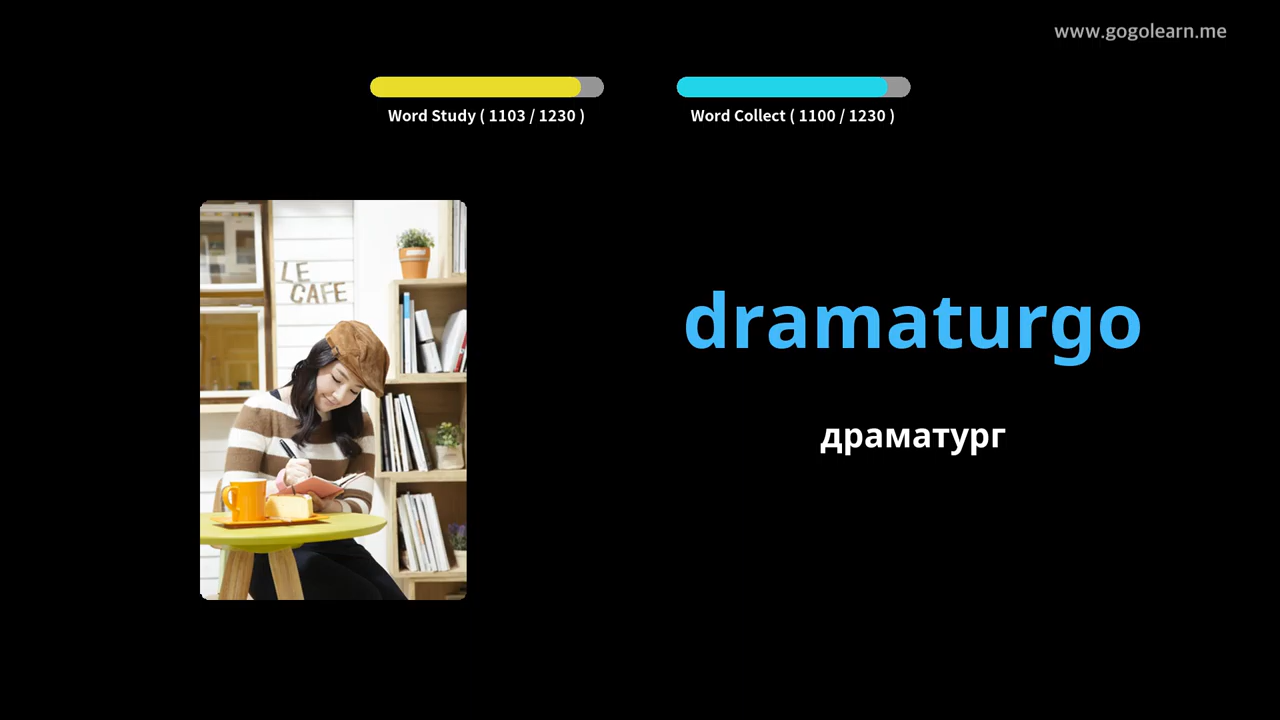 www.gogolearn.me
Word Study ( 1103 / 1230 )
Word Collect ( 1100 / 1230 )
LE
CAFE
dramaturgo
драматург